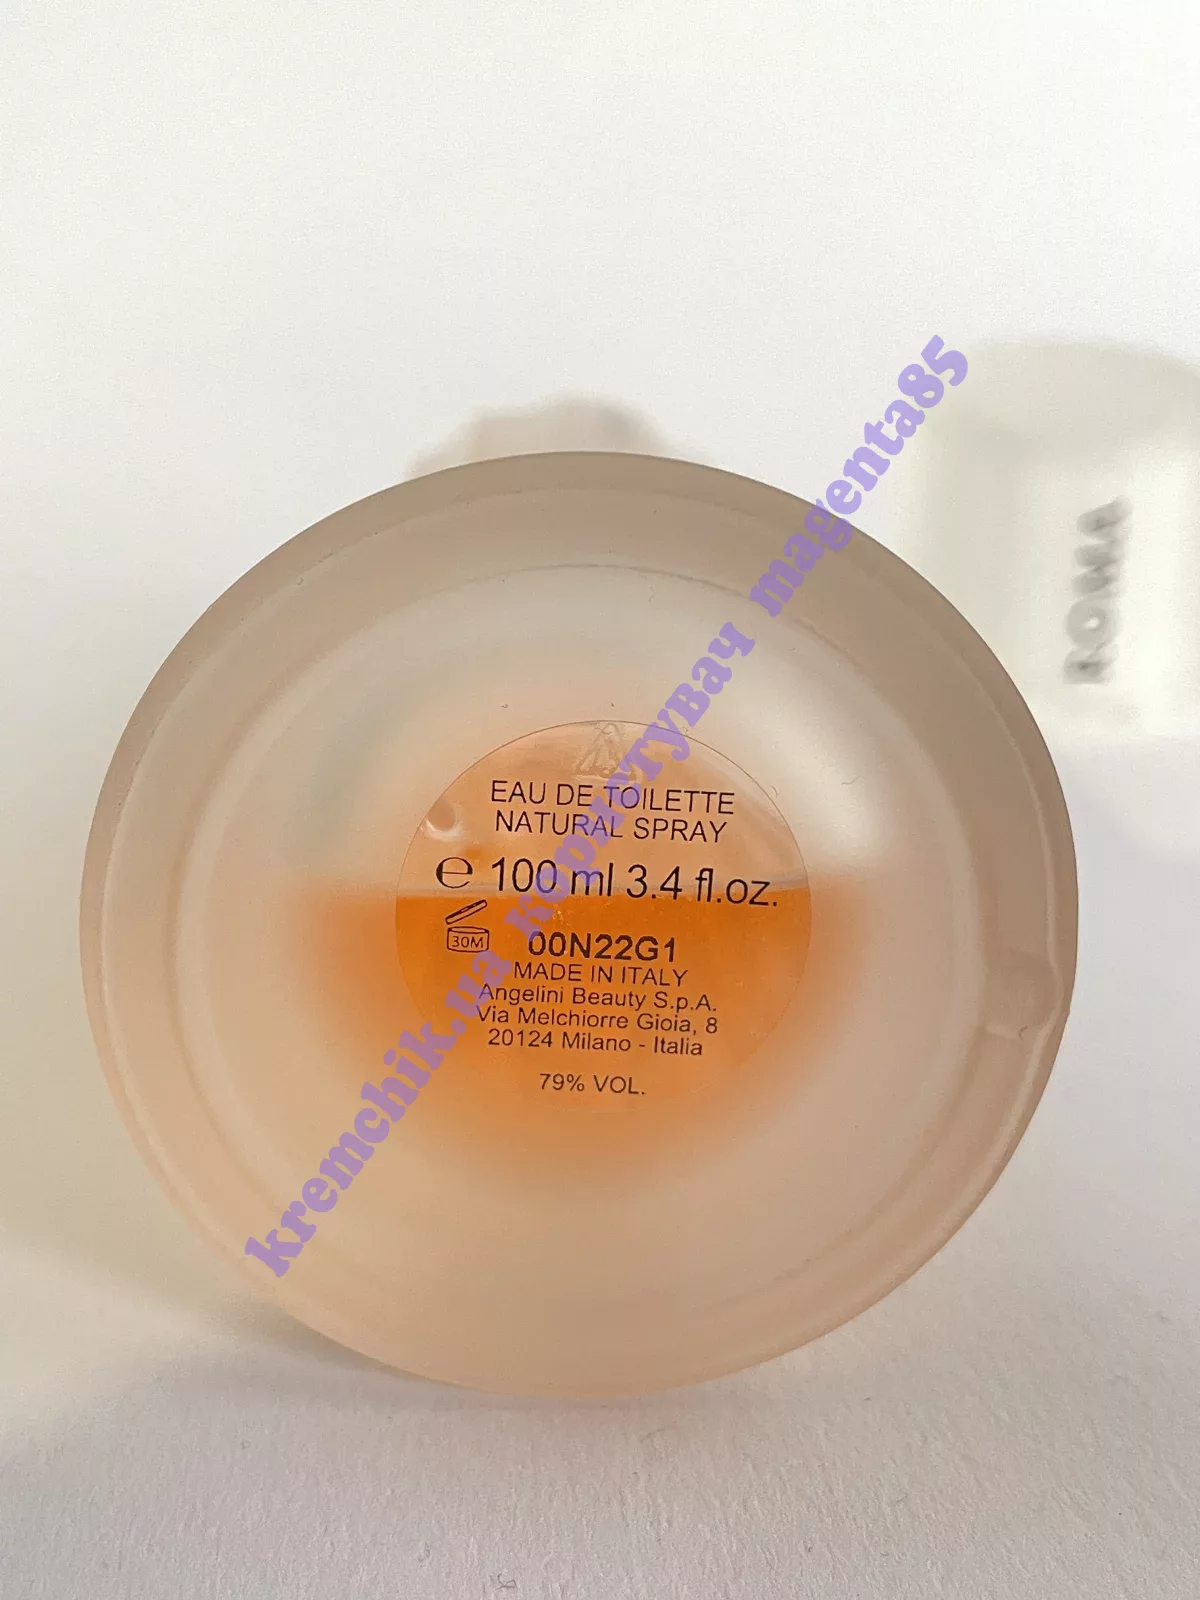 EAU DE TOILETTE
NATURAL SPRAY
℮ 100 ml 3.4 fl.oz.
30M
00N22G1
MADE IN ITALY
Angelini Beauty S.p.A.
Via Melchiorre Gioia, 8
20124 Milano - Italia
79% VOL.
kremchik.ua користувач magenta85